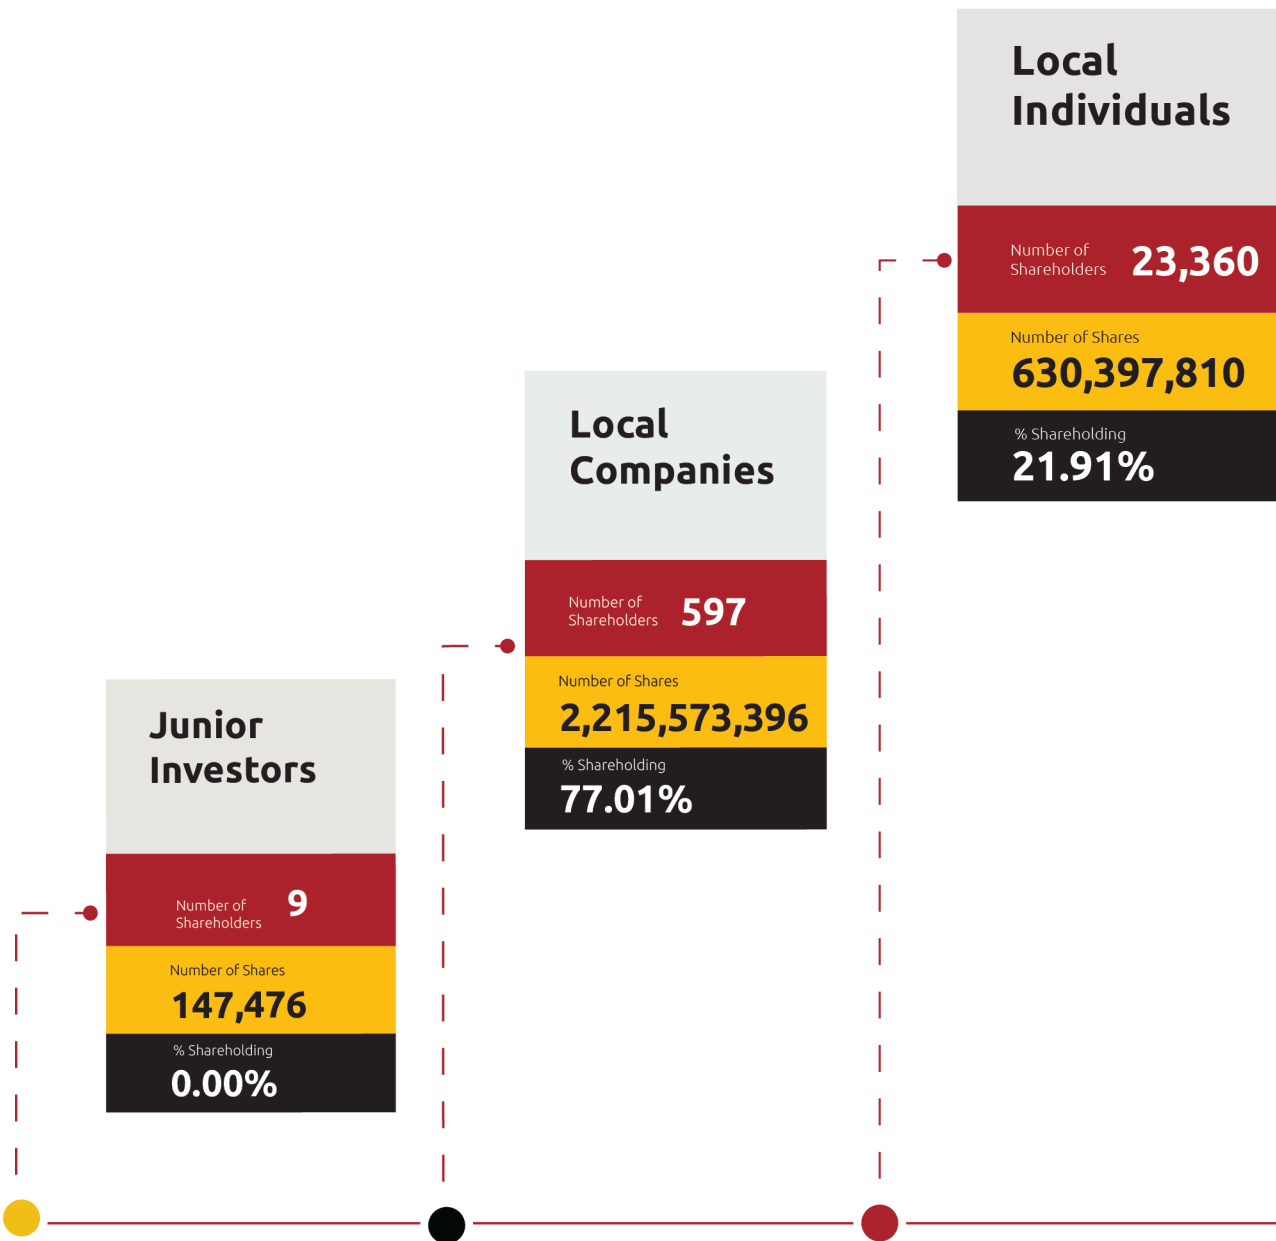 Junior
Investors
Number of
Shareholders
9
Number of Shares
147,476
% Shareholding
0.00%
Local
Companies
Number of
Shareholders
597
Number of Shares
2,215,573,396
% Shareholding
77.01%
Local
Individuals
Number of
Shareholders
23,360
Number of Shares
630,397,810
% Shareholding
21.91%